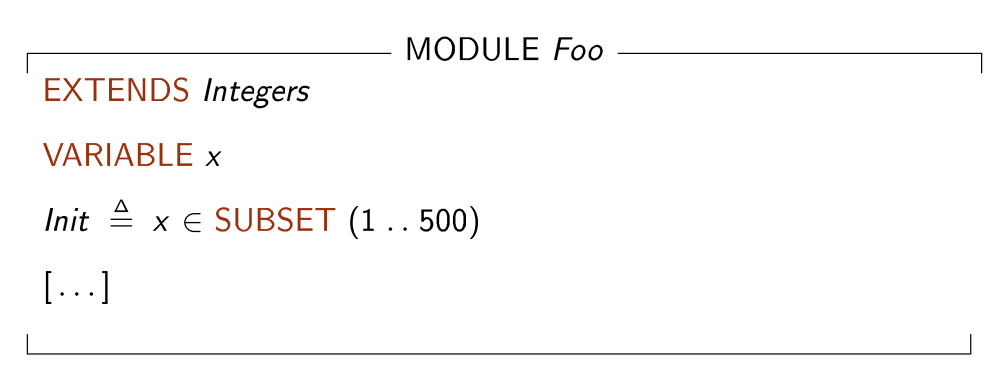 MODULE Foo
EXTENDS Integers
VARIABLE x
Init ≜ x ∈ SUBSET (1 . . 500)
[. . .]